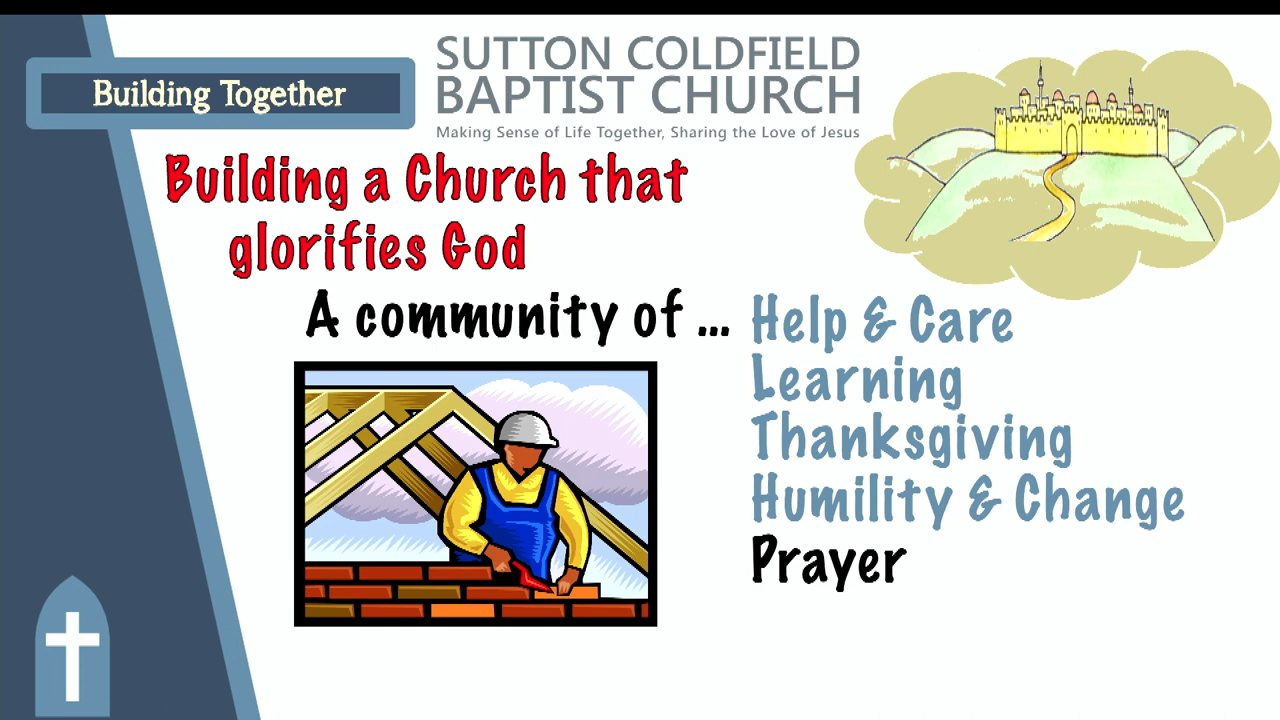 Building Together
SUTTON COLDFIELD
BAPTIST CHURCH
Making Sense of Life Together, Sharing the Love of Jesus
Building a Church that
glorifies God
A community of ...
Help & Care
Learning
Thanksgiving
Humility & Change
Prayer